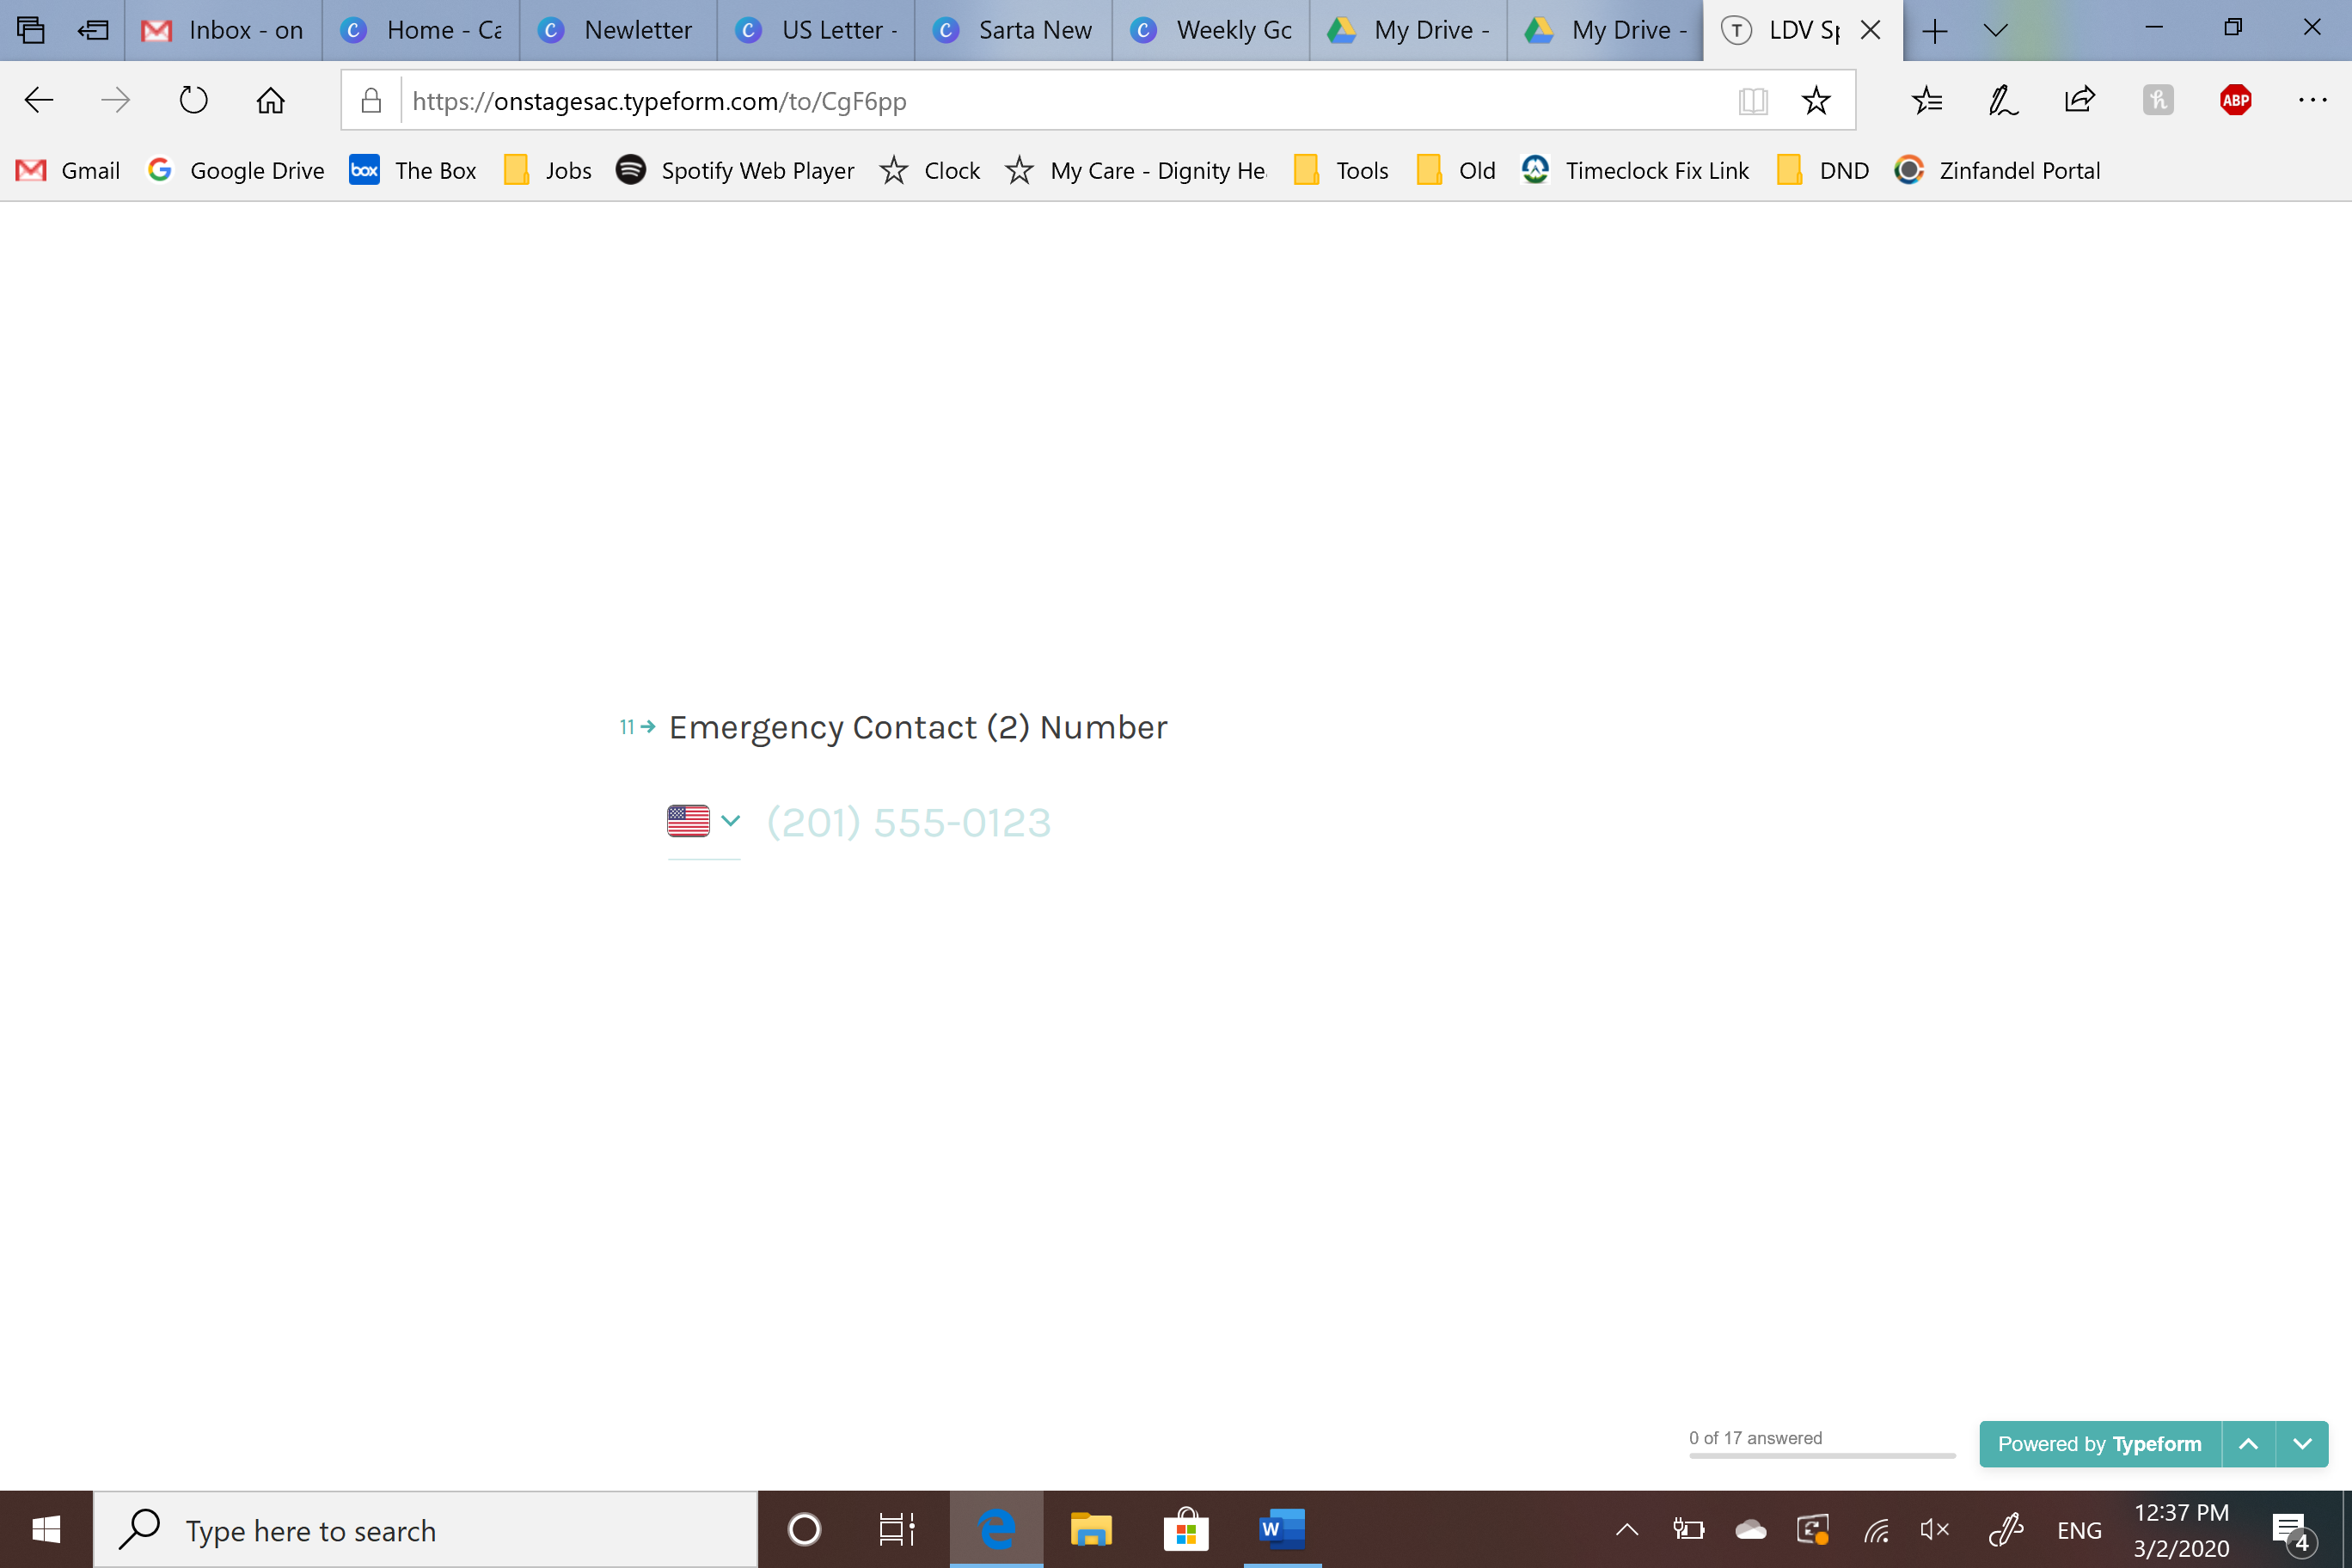 Inbox - on
Home - Ca
Newletter
US Letter -
Sarta New
Weekly Go
My Drive -
My Drive -
T
LDV Sp
https://onstagesac.typeform.com/to/CgF6pp
ABP
Gmail
Google Drive
box
The Box
Jobs
Spotify Web Player
Clock
My Care - Dignity He
Tools
Old
Timeclock Fix Link
DND
Zinfandel Portal
11 Emergency Contact (2) Number
(201) 555-0123
0 of 17 answered
Powered by Typeform
Type here to search
W
ENG
12:37 PM
3/2/2020
4